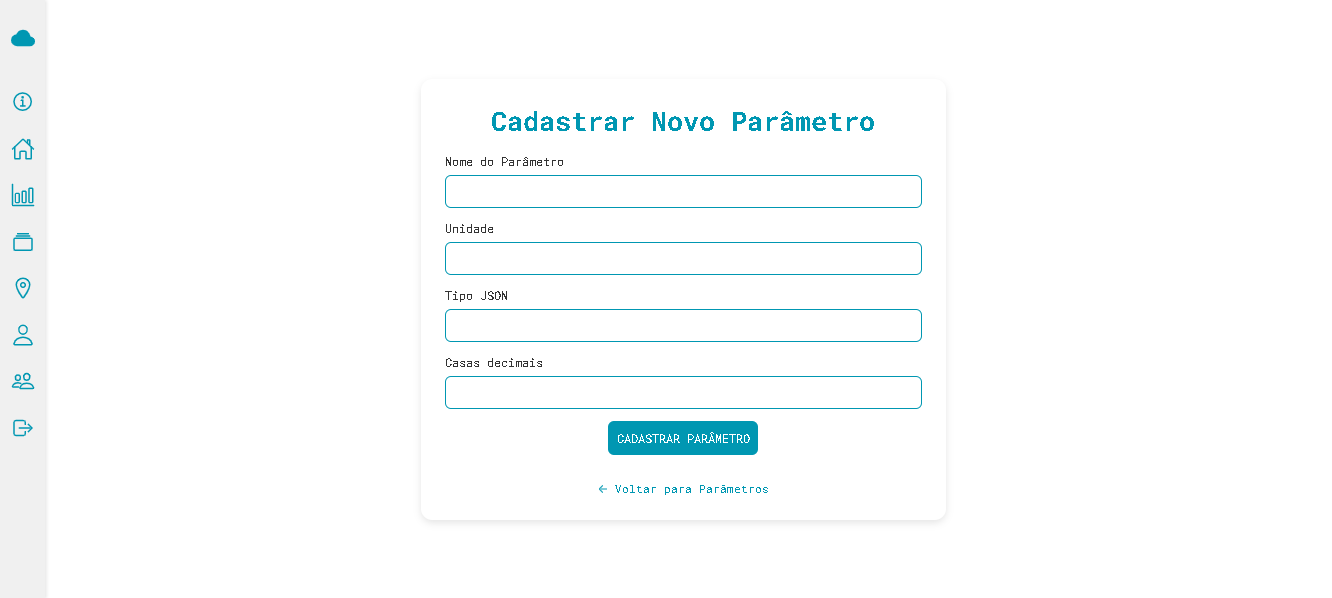 Cadastrar Novo Parâmetro
Nome do Parâmetro
Unidade
Tipo JSON
Casas decimais
CADASTRAR PARÂMETRO
← Voltar para Parâmetros